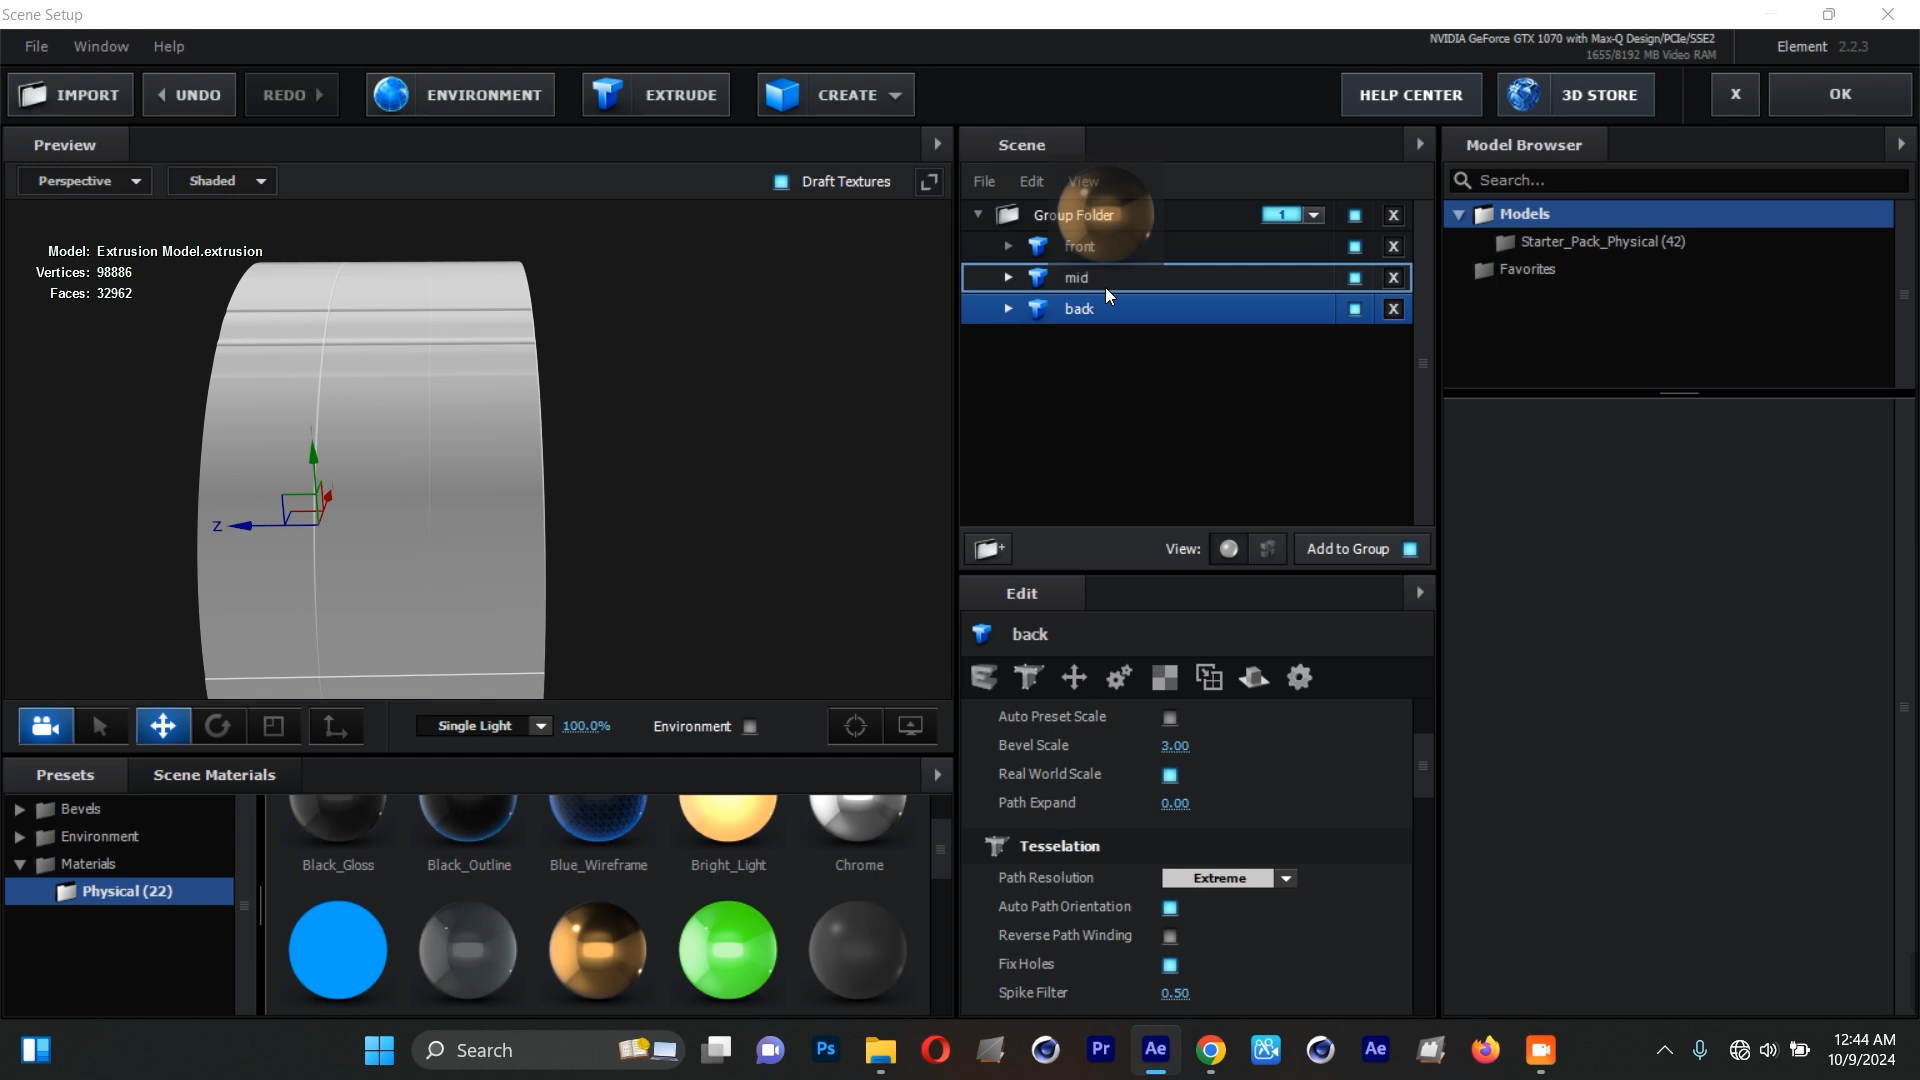 Scene Setup
File Window Help
NVIDIA GeForce GTX 1070 with Max-Q Design/PCIe/SSE2
1655/8192 MB Video RAM
Element 2.2.3
IMPORT UNDO REDO ENVIRONMENT EXTRUDE CREATE HELP CENTER 3D STORE X OK
Preview
Perspective Shaded Draft Textures
Model: Extrusion Model.extrusion
Vertices: 98886
Faces: 32962
Z
Single Light 100.0% Environment
Presets Scene Materials
Bevels
Environment
Materials
Physical (22)
Black_Gloss Black_Outline Blue_Wireframe Bright_Light Chrome
Scene
File Edit View
Group Folder 1 X
front X
mid X
back X
View: Add to Group
Edit
back
Auto Preset Scale
Bevel Scale 3.00
Real World Scale
Path Expand 0.00
Tesselation
Path Resolution Extreme
Auto Path Orientation
Reverse Path Winding
Fix Holes
Spike Filter 0.50
Model Browser
Search...
Models
Starter_Pack_Physical (42)
Favorites
Search Ps Pr Ae Ae
12:44 AM
10/9/2024